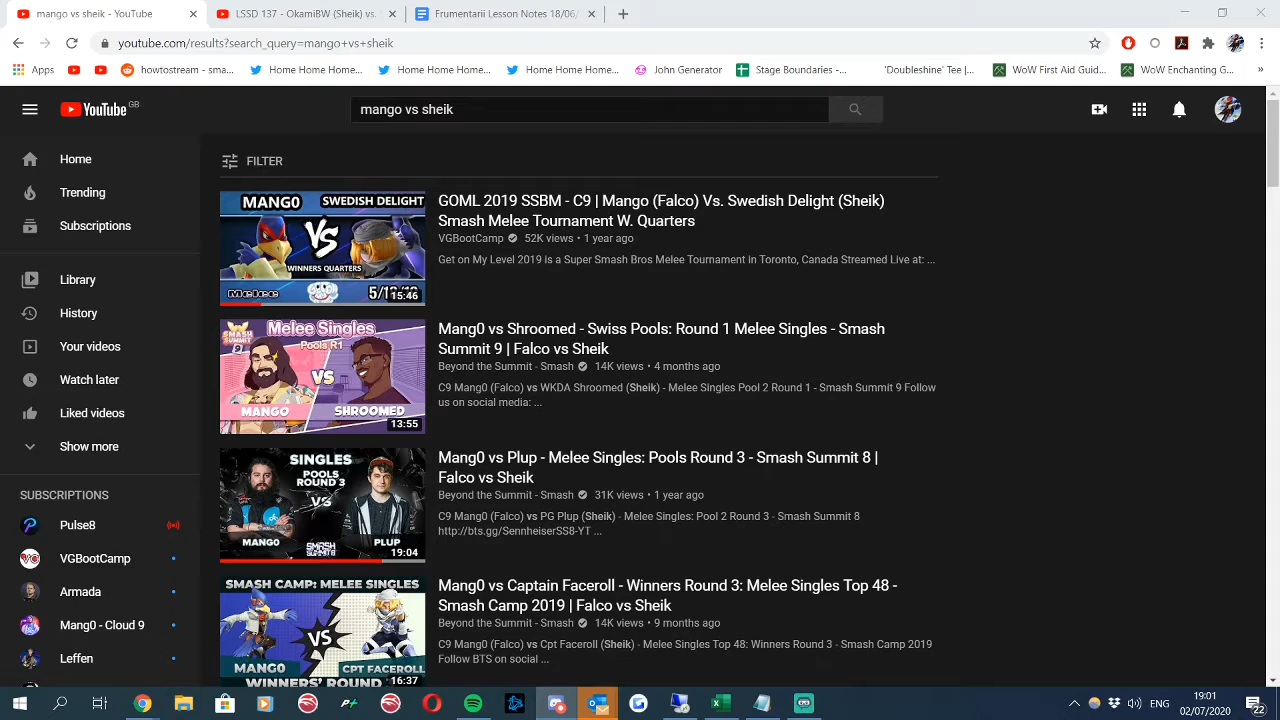 mango vs sheik - YouTube
LSSD 137 - OkamiBW (Sheik) vs.
Frumentarii Lesson Notes 18/06/
youtube.com/results?search_query=mango+vs+sheik
Apps
howtostream - sma...
Home Home Home...
Home Home Home...
Home Home Home...
John Generator
Stage Boundaries -...
'Doubleshine' Tee |...
WoW First Aid Guid...
WoW Enchanting G...
»
YouTube GB
mango vs sheik
Home
Trending
Subscriptions
Library
History
Your videos
Watch later
Liked videos
Show more
SUBSCRIPTIONS
Pulse8
VGBootCamp
Armada
Mang0 - Cloud 9
Leffen
FILTER
MANG0 SWEDISH DELIGHT
VS
WINNERS QUARTERS
Melee
15:46
GOML 2019 SSBM - C9 | Mango (Falco) Vs. Swedish Delight (Sheik)
Smash Melee Tournament W. Quarters
VGBootCamp 52K views • 1 year ago
Get on My Level 2019 is a Super Smash Bros Melee Tournament in Toronto, Canada Streamed Live at: ...
SMASH SUMMIT 9
Melee Singles
Pools R1
VS
MANGO SHROOMED
13:55
Mang0 vs Shroomed - Swiss Pools: Round 1 Melee Singles - Smash
Summit 9 | Falco vs Sheik
Beyond the Summit - Smash 14K views • 4 months ago
C9 Mang0 (Falco) vs WKDA Shroomed (Sheik) - Melee Singles Pool 2 Round 1 - Smash Summit 9 Follow
us on social media: ...
SINGLES
POOLS
ROUND 3
VS
MANGO PLUP
SMASH SUMMIT 8
19:04
Mang0 vs Plup - Melee Singles: Pools Round 3 - Smash Summit 8 |
Falco vs Sheik
Beyond the Summit - Smash 31K views • 1 year ago
C9 Mang0 (Falco) vs PG Plup (Sheik) - Melee Singles: Pool 2 Round 3 - Smash Summit 8
http://bts.gg/SennheiserSS8-YT ...
SMASH CAMP: MELEE SINGLES
VS
MANG0 CPT FACEROLL
WINNERS' ROUND 3
16:37
Mang0 vs Captain Faceroll - Winners Round 3: Melee Singles Top 48 -
Smash Camp 2019 | Falco vs Sheik
Beyond the Summit - Smash 14K views • 9 months ago
C9 Mang0 (Falco) vs Cpt Faceroll (Sheik) - Melee Singles Top 48: Winners Round 3 - Smash Camp 2019
Follow BTS on social ...
19:01
02/07/2020
22